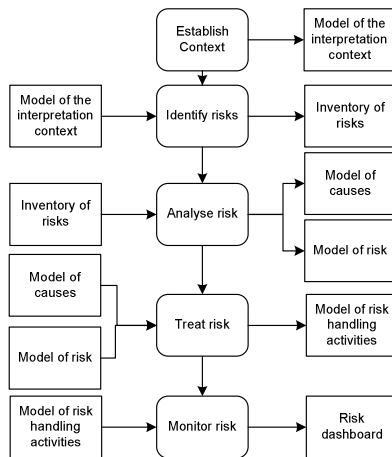 Establish
Context
Model of the
interpretation
context
Model of the
interpretation
context
Identify risks
Inventory of
risks
Inventory of
risks
Analyse risk
Model of
causes
Model of risk
Model of
causes
Model of risk
Treat risk
Model of risk
handling
activities
Model of risk
handling
activities
Monitor risk
Risk
dashboard